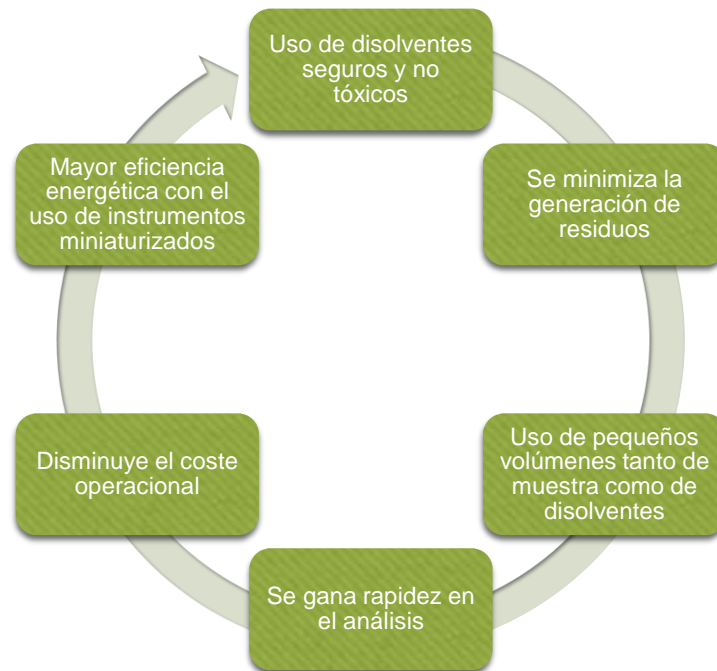 Uso de disolventes
seguros y no
tóxicos
Se minimiza la
generación de
residuos
Uso de pequeños
volúmenes tanto de
muestra como de
disolventes
Se gana rapidez en
el análisis
Disminuye el coste
operacional
Mayor eficiencia
energética con el
uso de instrumentos
miniaturizados